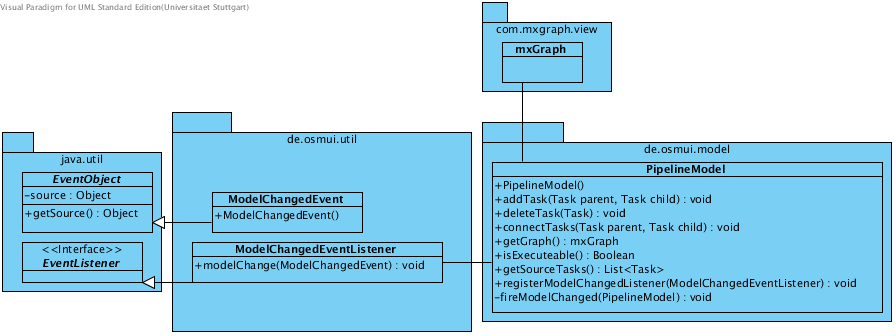 Visual Paradigm for UML Standard Edition(Universitaet Stuttgart)
com.mxgraph.view
mxGraph
java.util
EventObject
−source : Object
+getSource() : Object
<<Interface>>
EventListener
de.osmui.util
ModelChangedEvent
+ModelChangedEvent()
ModelChangedEventListener
+modelChange(ModelChangedEvent) : void
de.osmui.model
PipelineModel
+PipelineModel()
+addTask(Task parent, Task child) : void
+deleteTask(Task) : void
+connectTasks(Task parent, Task child) : void
+getGraph() : mxGraph
+isExecuteable() : Boolean
+getSourceTasks() : List<Task>
+registerModelChangedListener(ModelChangedEventListener) : void
−fireModelChanged(PipelineModel) : void